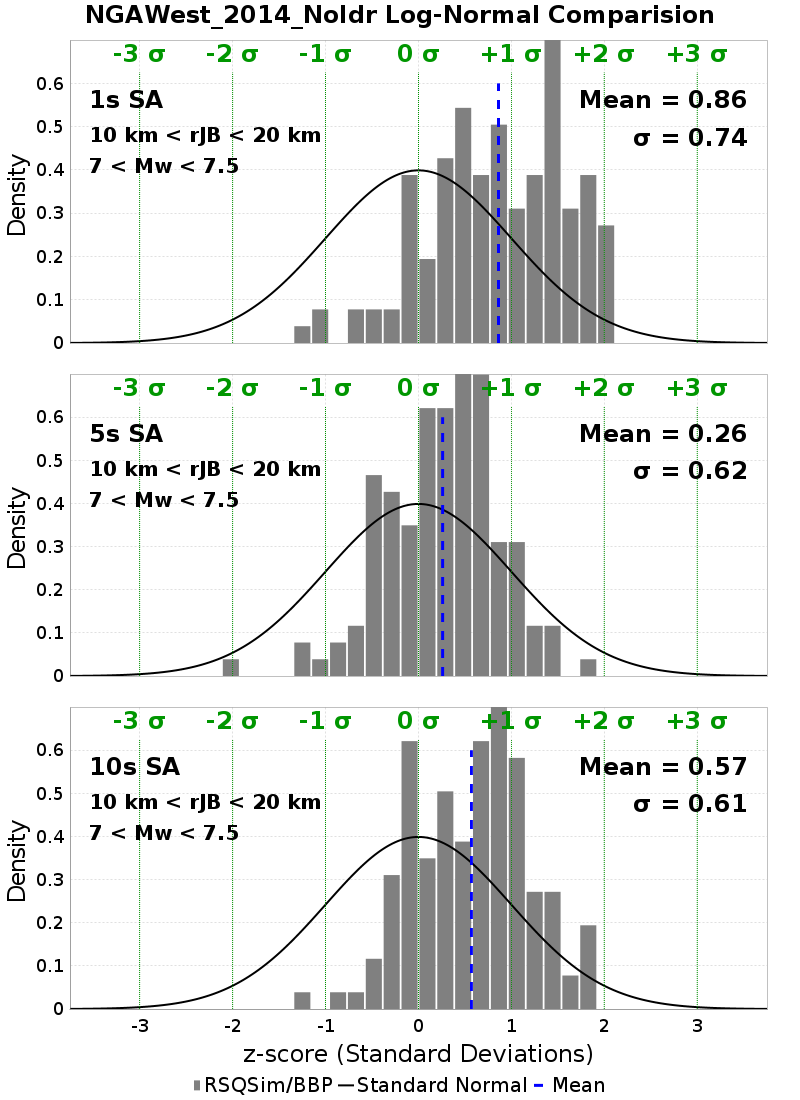 NGAWest_2014_NoIdr Log-Normal Comparision
-3 σ -2 σ -1 σ 0 σ +1 σ +2 σ +3 σ
1s SA
Mean = 0.86
10 km < rJB < 20 km
σ = 0.74
7 < Mw < 7.5
Density
0.6
0.5
0.4
0.3
0.2
0.1
0
-3 σ -2 σ -1 σ 0 σ +1 σ +2 σ +3 σ
5s SA
Mean = 0.26
10 km < rJB < 20 km
σ = 0.62
7 < Mw < 7.5
Density
0.6
0.5
0.4
0.3
0.2
0.1
0
-3 σ -2 σ -1 σ 0 σ +1 σ +2 σ +3 σ
10s SA
Mean = 0.57
10 km < rJB < 20 km
σ = 0.61
7 < Mw < 7.5
Density
0.6
0.5
0.4
0.3
0.2
0.1
0
-3 -2 -1 0 1 2 3
z-score (Standard Deviations)
RSQSim/BBP Standard Normal Mean